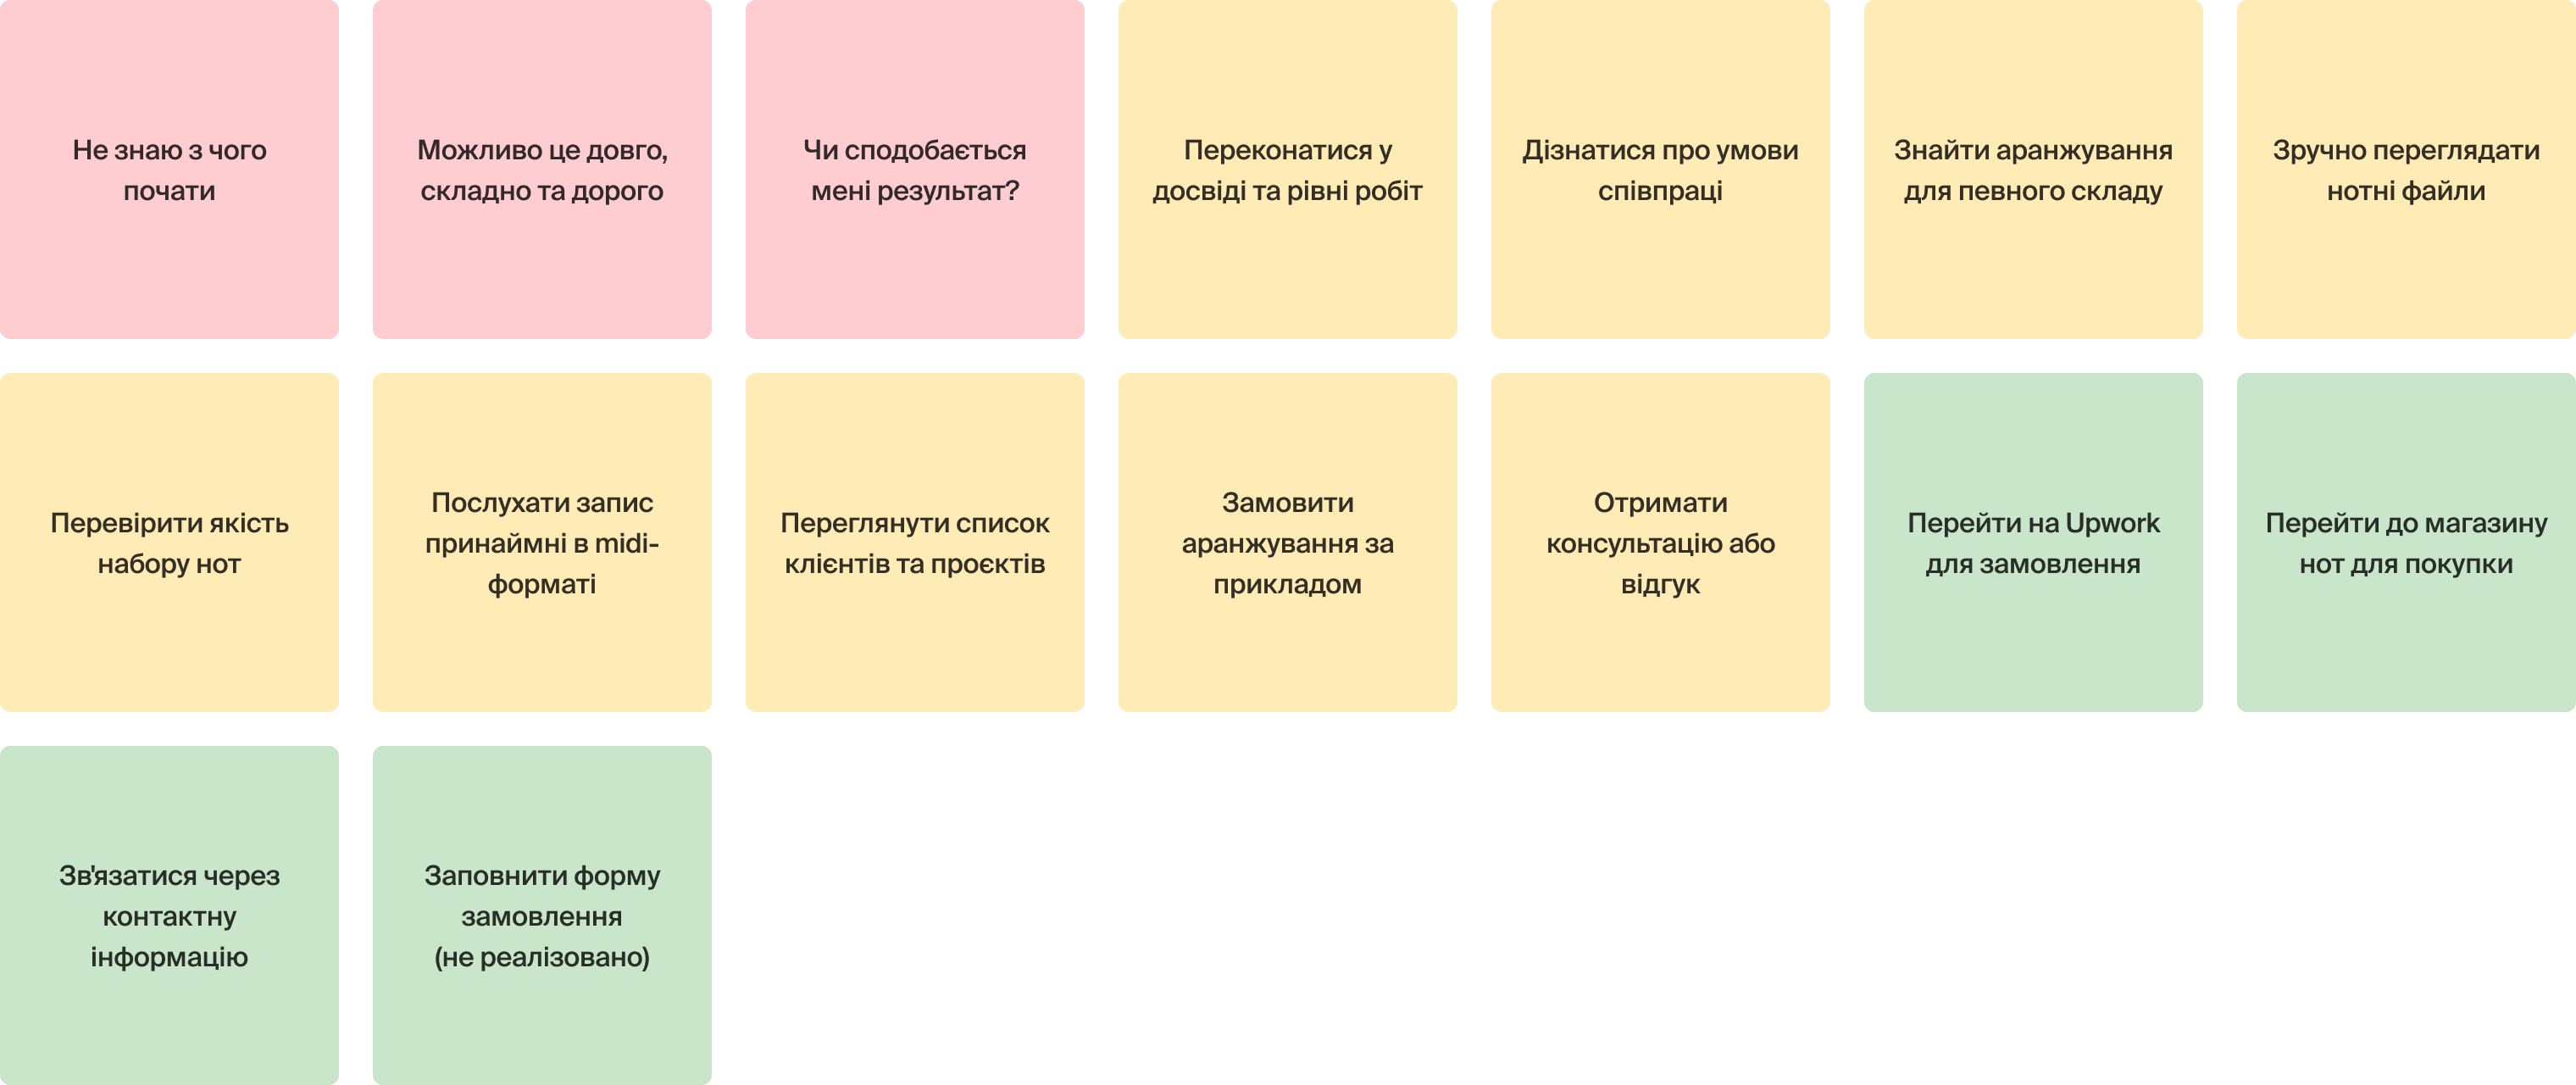 Не знаю з чого
почати
Можливо це довго,
складно та дорого
Чи сподобається
мені результат?
Переконатися у
досвіді та рівні робіт
Дізнатися про умови
співпраці
Знайти аранжування
для певного складу
Зручно переглядати
нотні файли
Перевірити якість
набору нот
Послухати запис
принаймні в midi-
форматі
Переглянути список
клієнтів та проєктів
Замовити
аранжування за
прикладом
Отримати
консультацію або
відгук
Перейти на Upwork
для замовлення
Перейти до магазину
нот для покупки
Зв'язатися через
контактну
інформацію
Заповнити форму
замовлення
(не реалізовано)